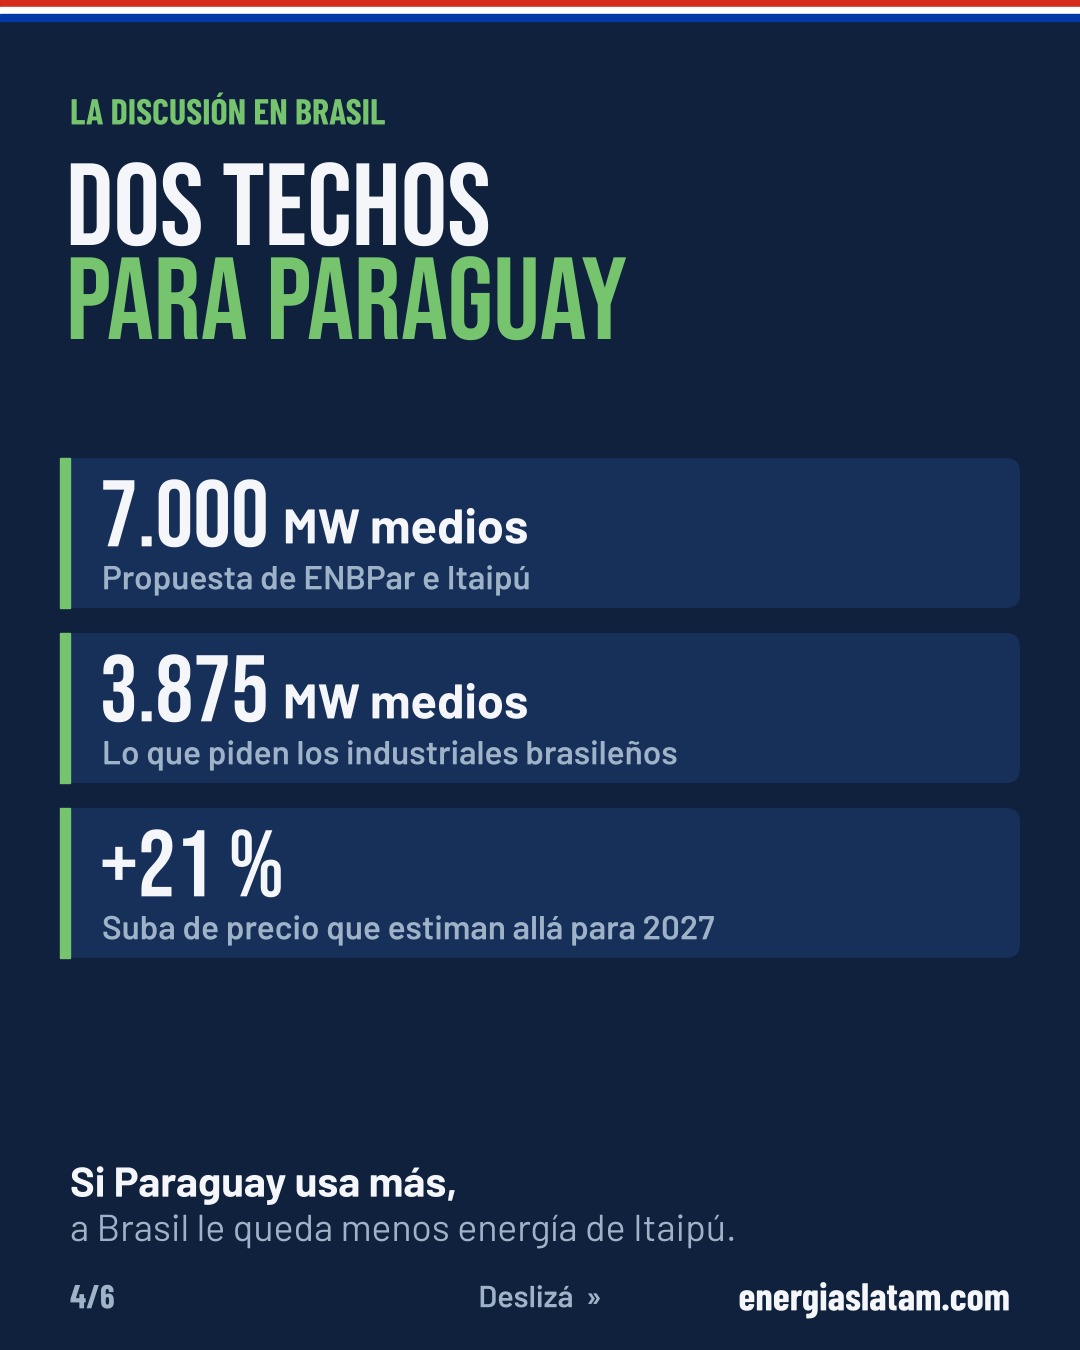 LA DISCUSIÓN EN BRASIL
DOS TECHOS
PARA PARAGUAY
7.000 MW medios
Propuesta de ENBPar e Itaipú
3.875 MW medios
Lo que piden los industriales brasileños
+21 %
Suba de precio que estiman allá para 2027
Si Paraguay usa más,
a Brasil le queda menos energía de Itaipú.
4/6 Deslizá » energiaslatam.com